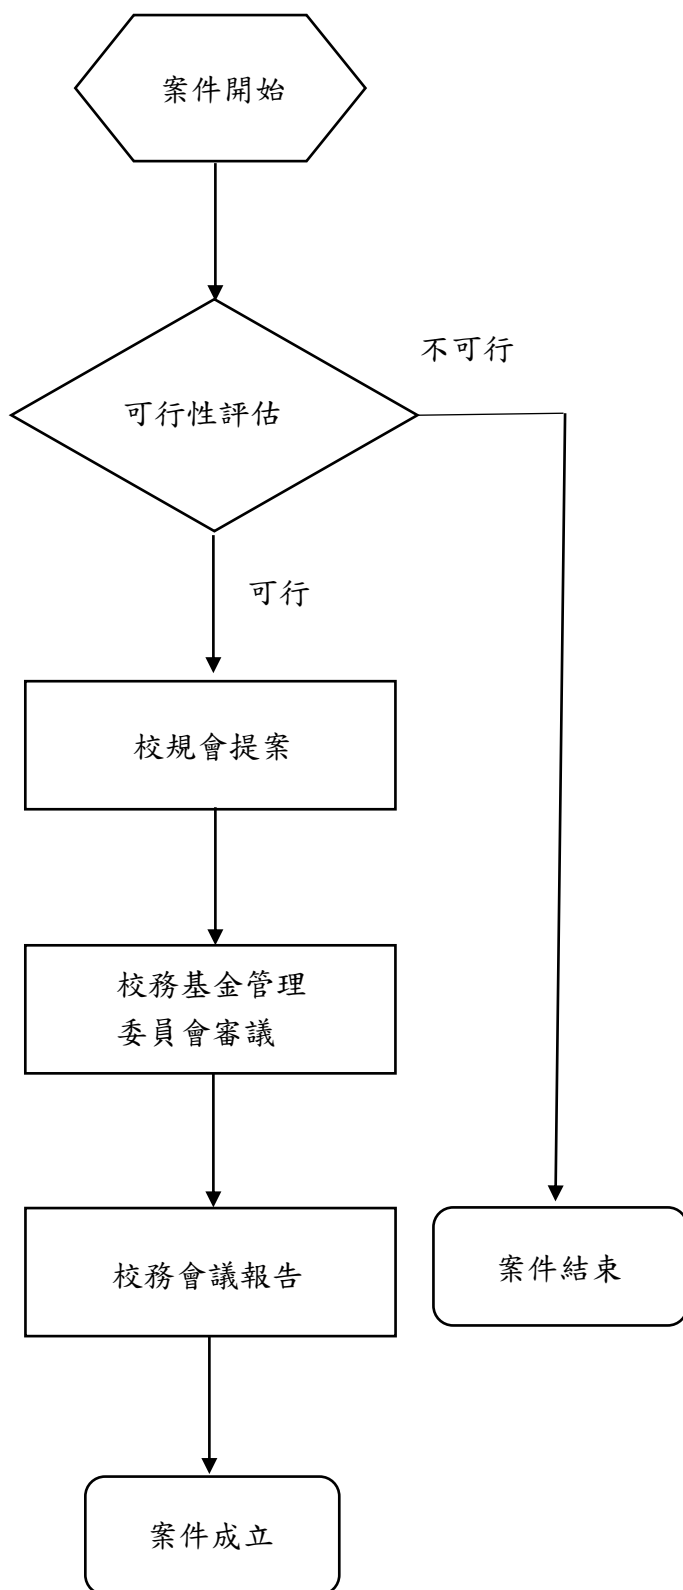 案件開始
不可行
可行性評估
可行
校規會提案
校務基金管理
委員會審議
校務會議報告
案件結束
案件成立